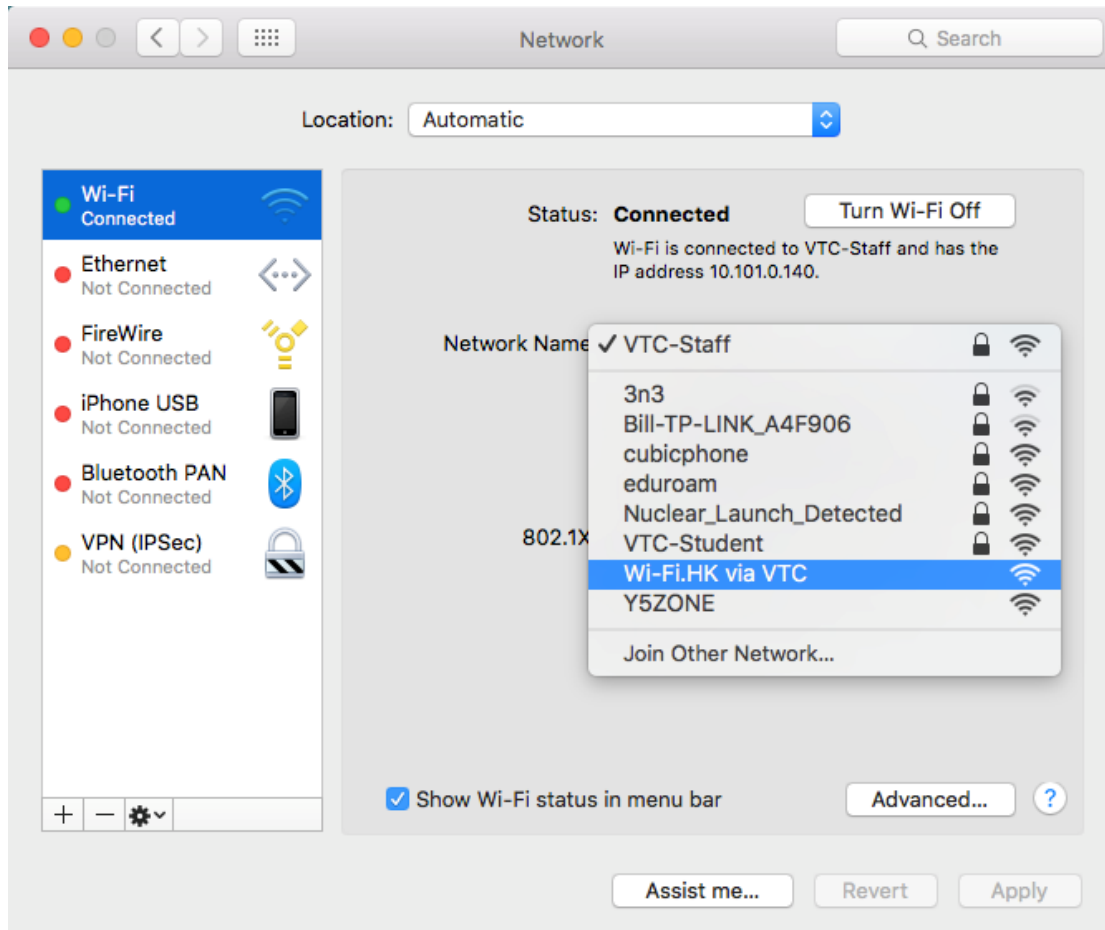 Network
Search
Location: Automatic
Wi-Fi
Connected
Ethernet
Not Connected
FireWire
Not Connected
iPhone USB
Not Connected
Bluetooth PAN
Not Connected
VPN (IPSec)
Not Connected
Status: Connected
Turn Wi-Fi Off
Wi-Fi is connected to VTC-Staff and has the
IP address 10.101.0.140.
Network Name
✓ VTC-Staff
3n3
Bill-TP-LINK_A4F906
cubicphone
eduroam
Nuclear_Launch_Detected
802.1X
VTC-Student
Wi-Fi.HK via VTC
Y5ZONE
Join Other Network...
Show Wi-Fi status in menu bar
Advanced...
?
Assist me...
Revert
Apply